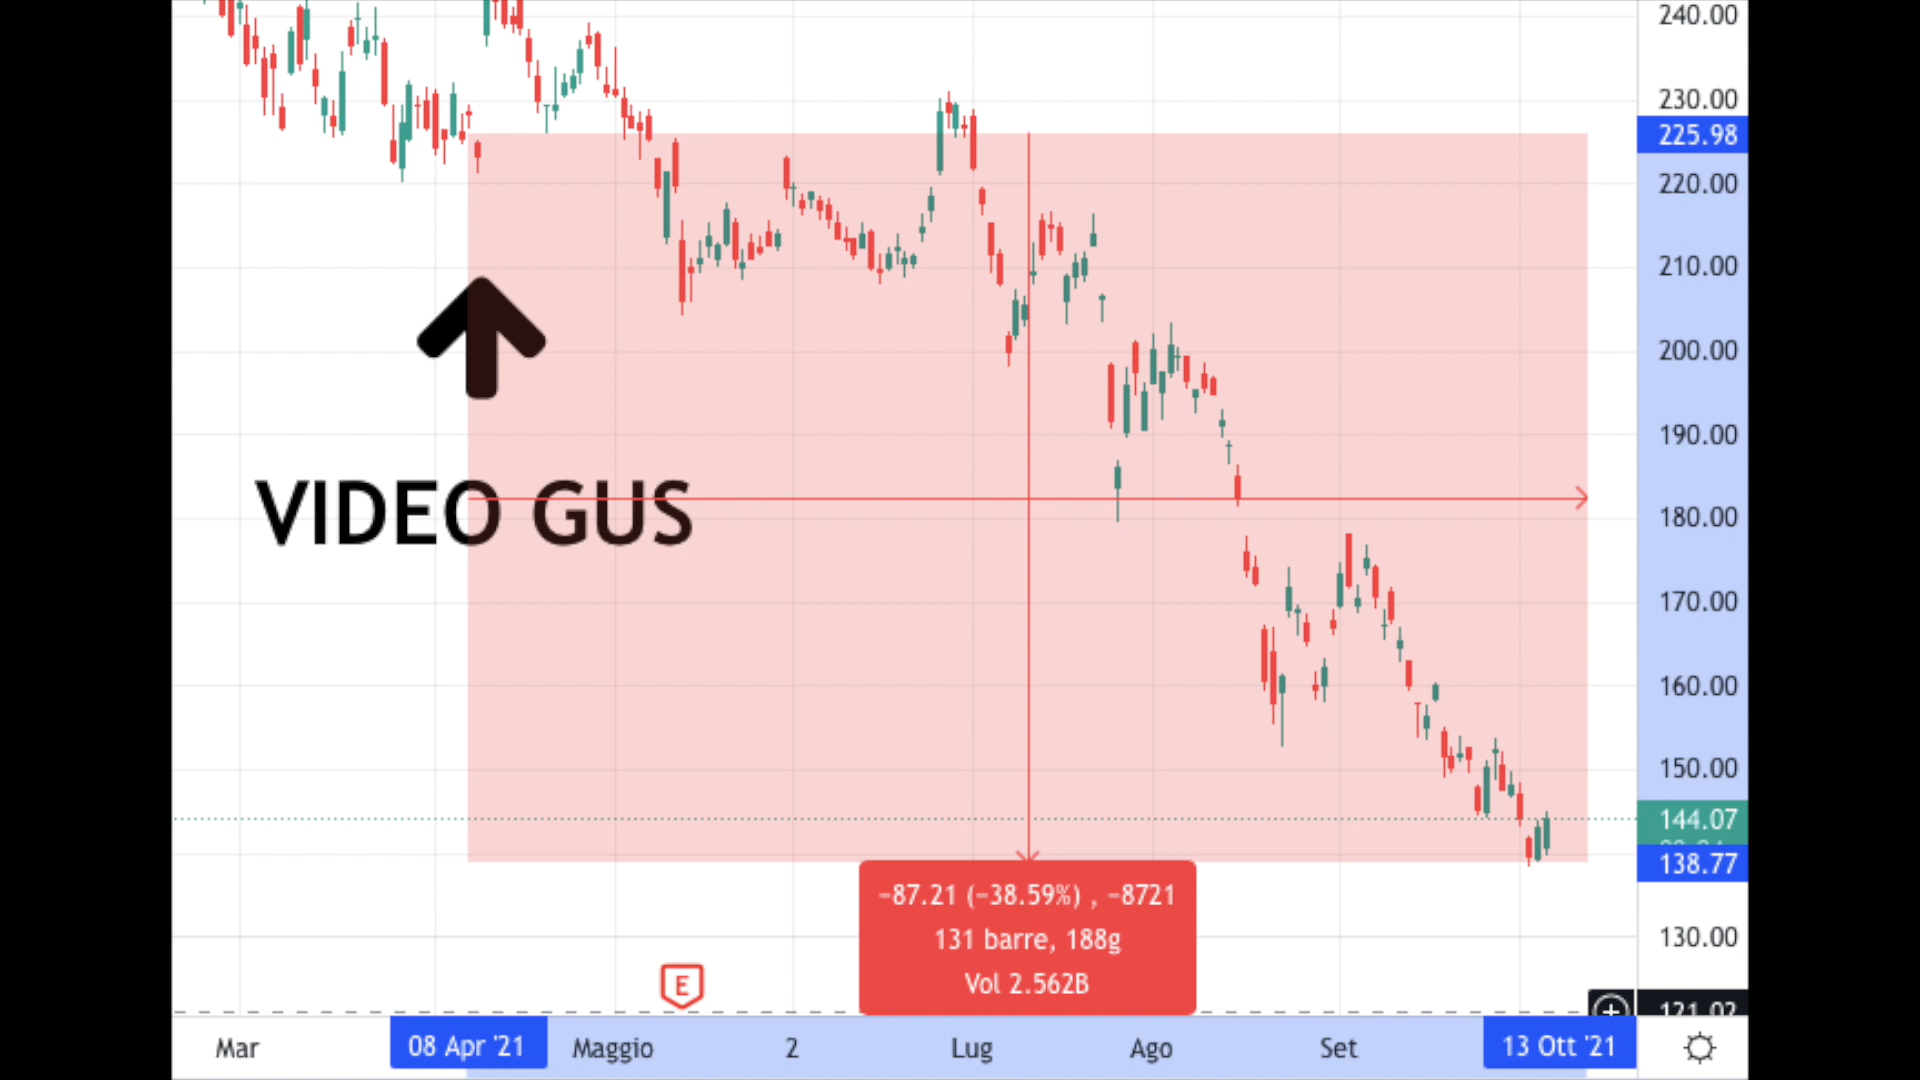 240.00
230.00
225.98
220.00
210.00
200.00
190.00
VIDEO GUS
180.00
170.00
160.00
150.00
144.07
138.77
−87.21 (−38.59%) , −8721
131 barre, 188g
Vol 2.562B
130.00
E
121.02
Mar 08 Apr '21 Maggio 2 Lug Ago Set 13 Ott '21